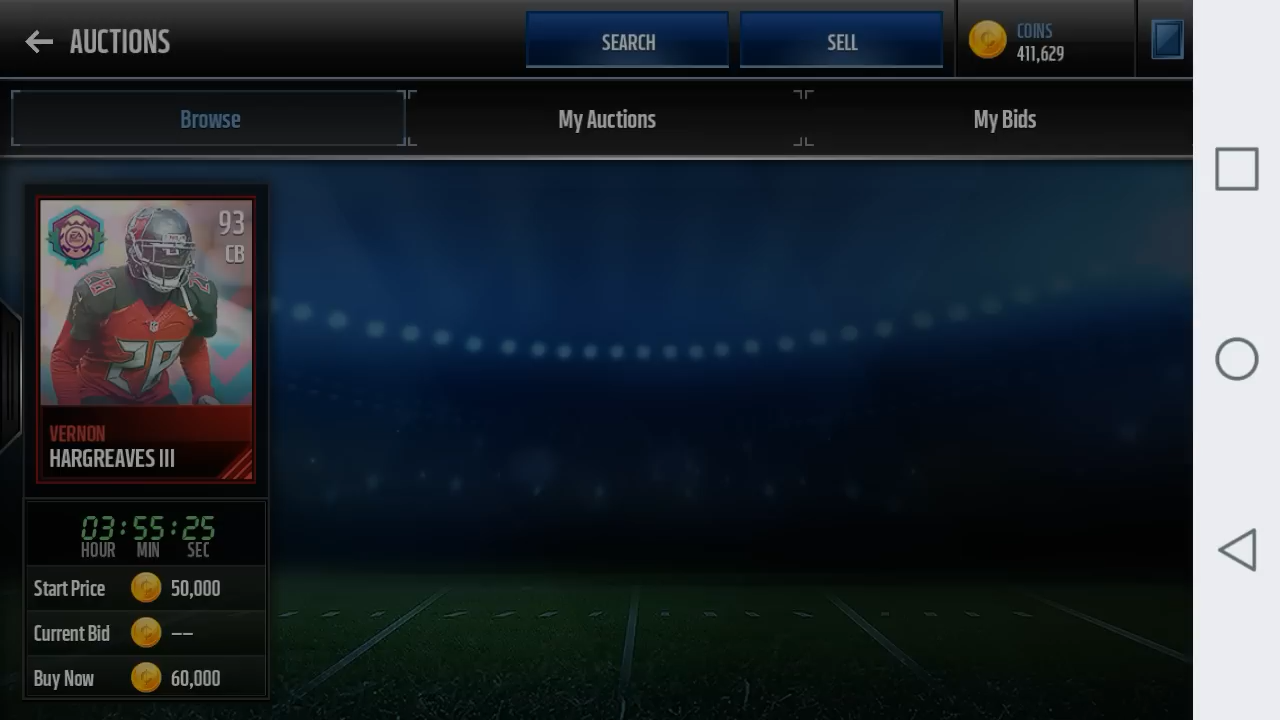 AUCTIONS
SEARCH
SELL
COINS
411,629
Browse
My Auctions
My Bids
93
CB
28
VERNON
HARGREAVES III
03:55:25
HOUR MIN SEC
Start Price 50,000
Current Bid --
Buy Now 60,000